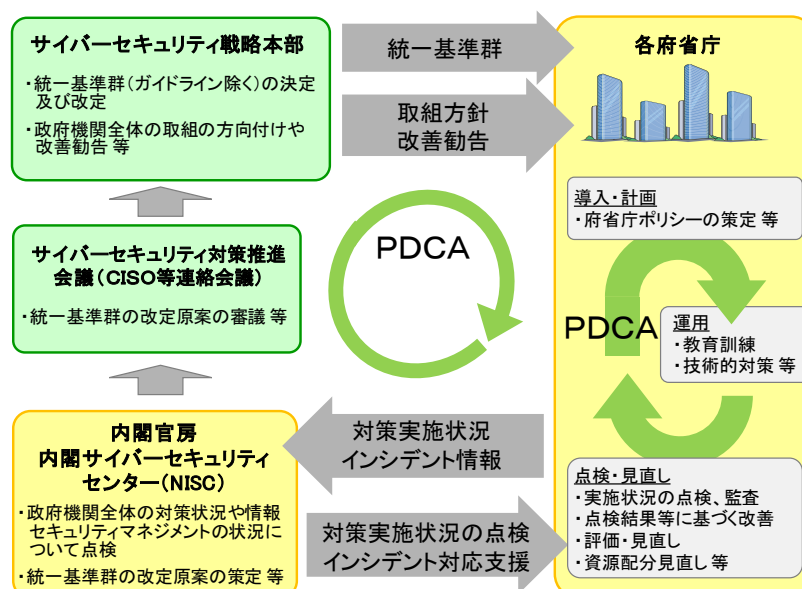 サイバーセキュリティ戦略本部
・統一基準群(ガイドライン除く)の決定
及び改定
・政府機関全体の取組の方向付けや
改善勧告 等
サイバーセキュリティ対策推進
会議(CISO等連絡会議)
・統一基準群の改定原案の審議 等
内閣官房
内閣サイバーセキュリティ
センター(NISC)
・政府機関全体の対策状況や情報
セキュリティマネジメントの状況に
ついて点検
・統一基準群の改定原案の策定 等
統一基準群
取組方針
改善勧告
PDCA
対策実施状況
インシデント情報
対策実施状況の点検
インシデント対応支援
各府省庁
導入・計画
・府省庁ポリシーの策定 等
PDCA
運用
・教育訓練
・技術的対策 等
点検・見直し
・実施状況の点検、監査
・点検結果等に基づく改善
・評価・見直し
・資源配分見直し 等